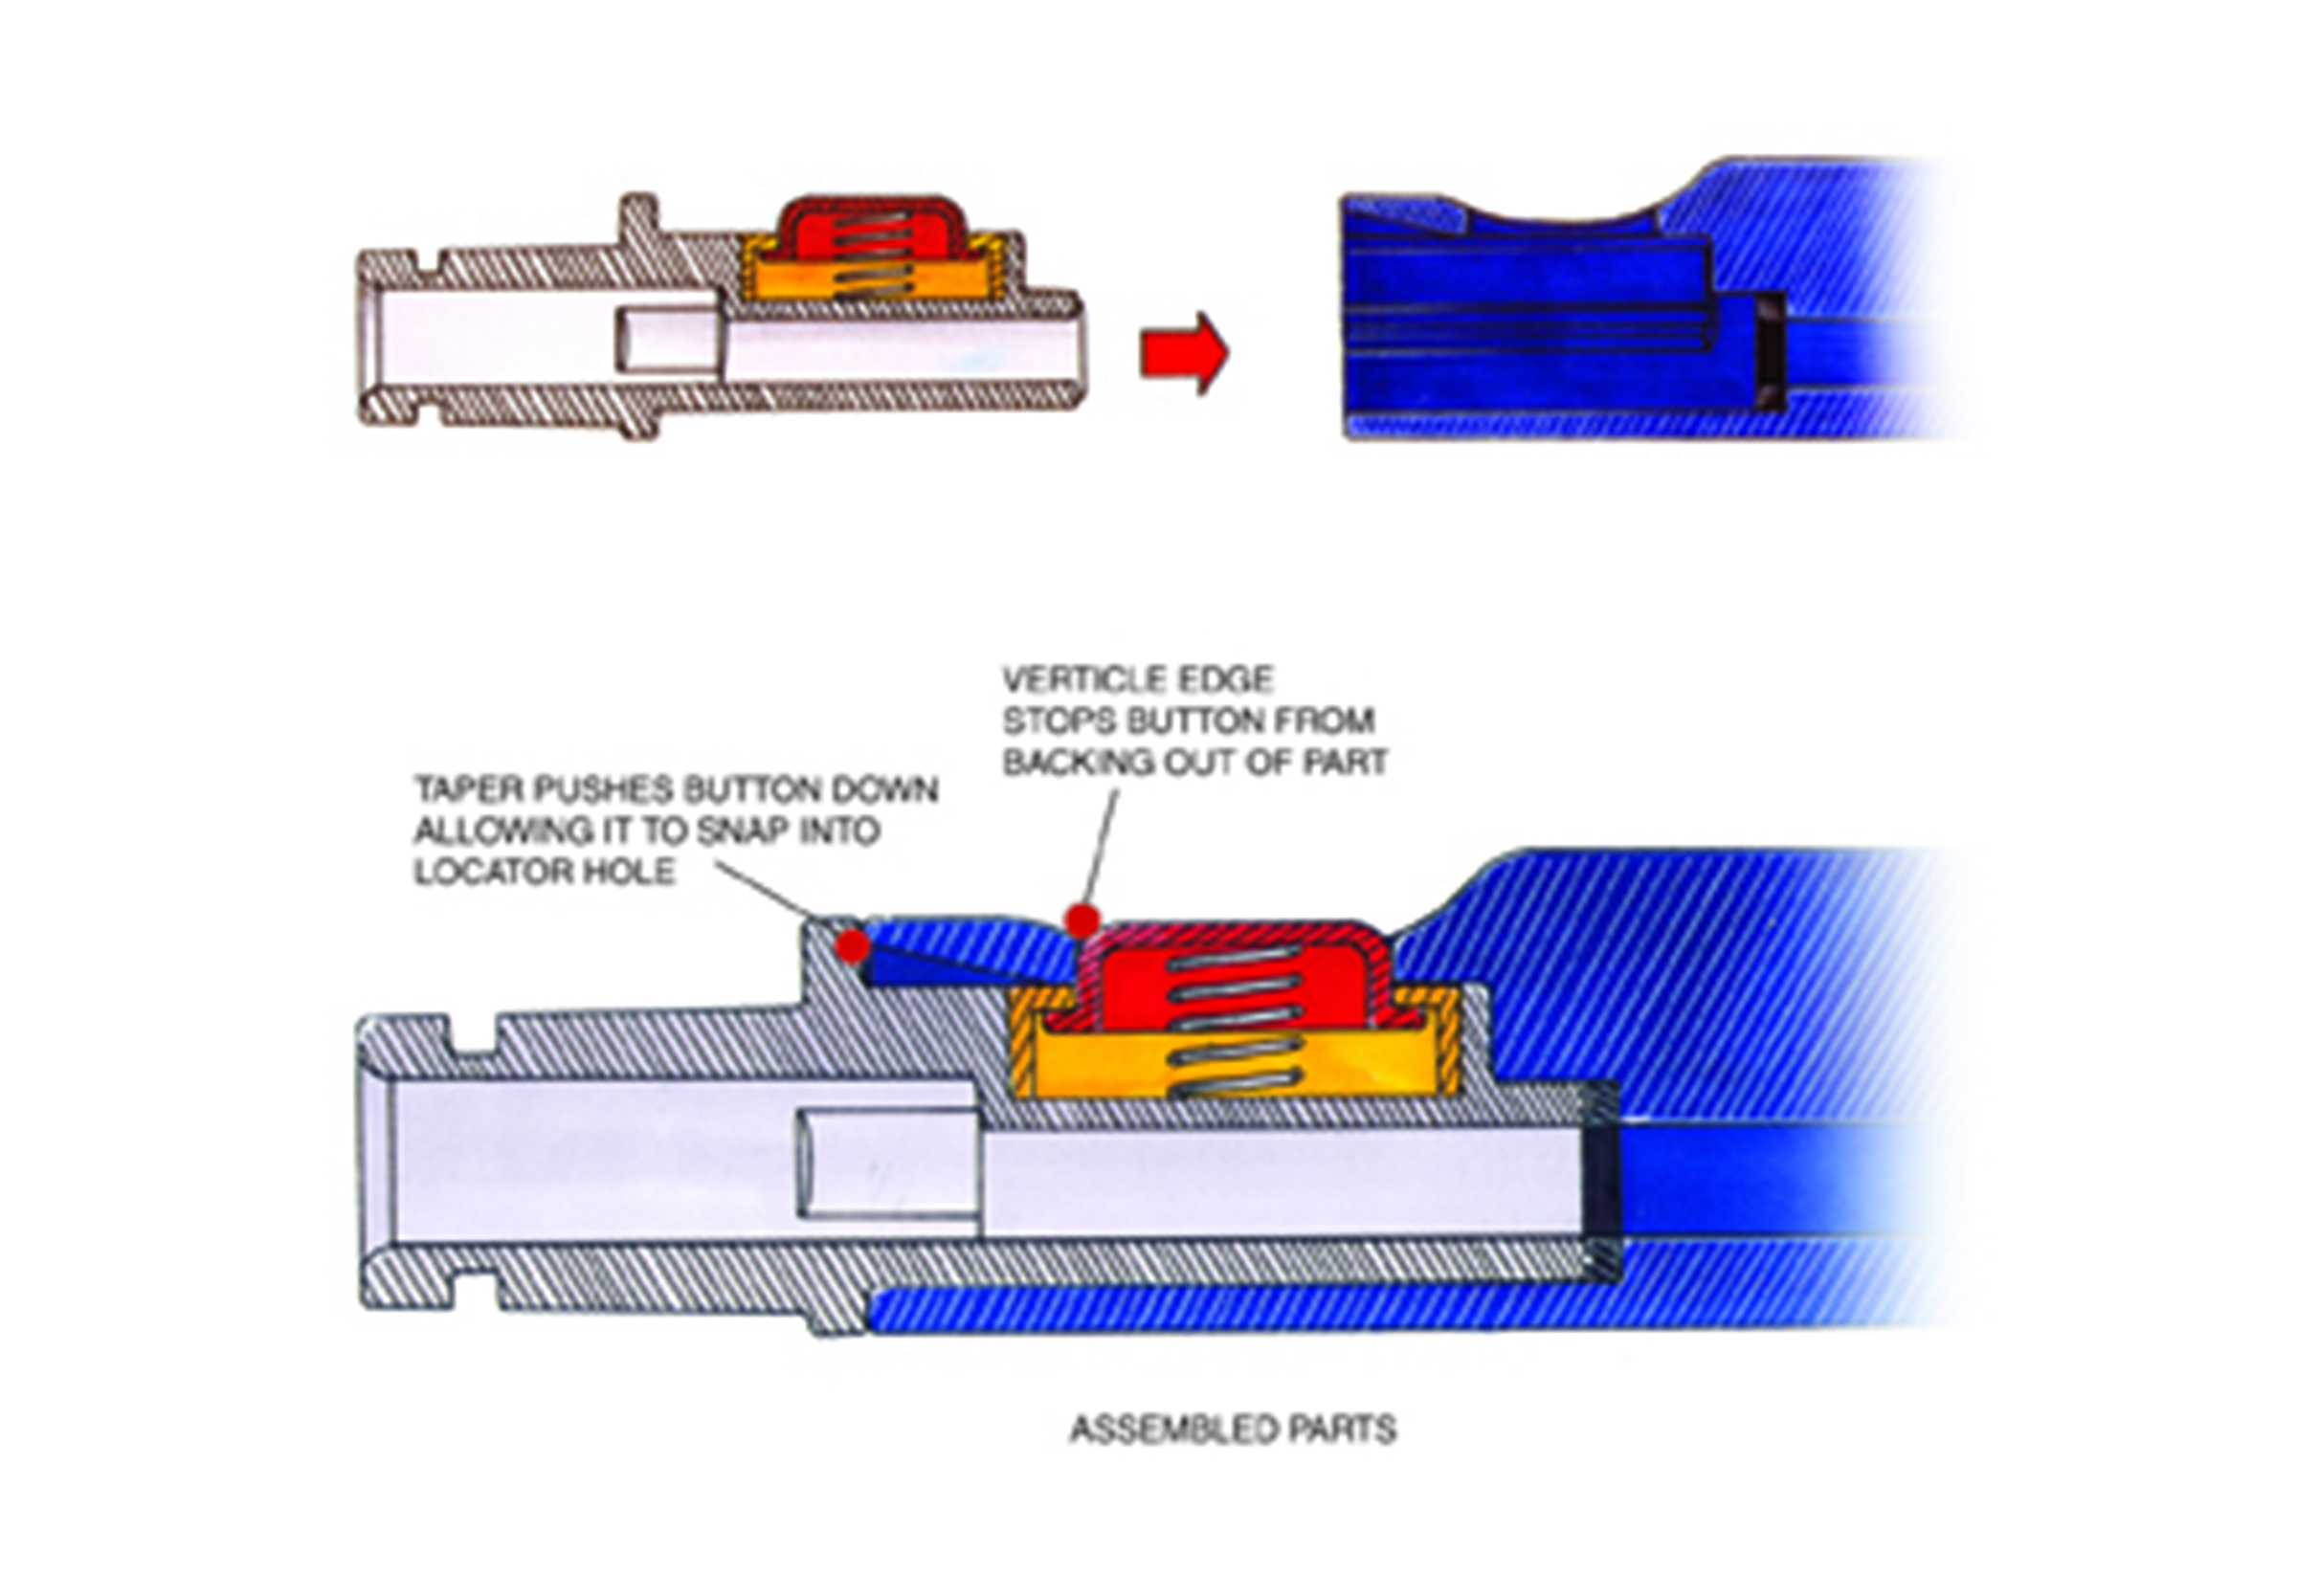 VERTICLE EDGE
STOPS BUTTON FROM
BACKING OUT OF PART
TAPER PUSHES BUTTON DOWN
ALLOWING IT TO SNAP INTO
LOCATOR HOLE
ASSEMBLED PARTS